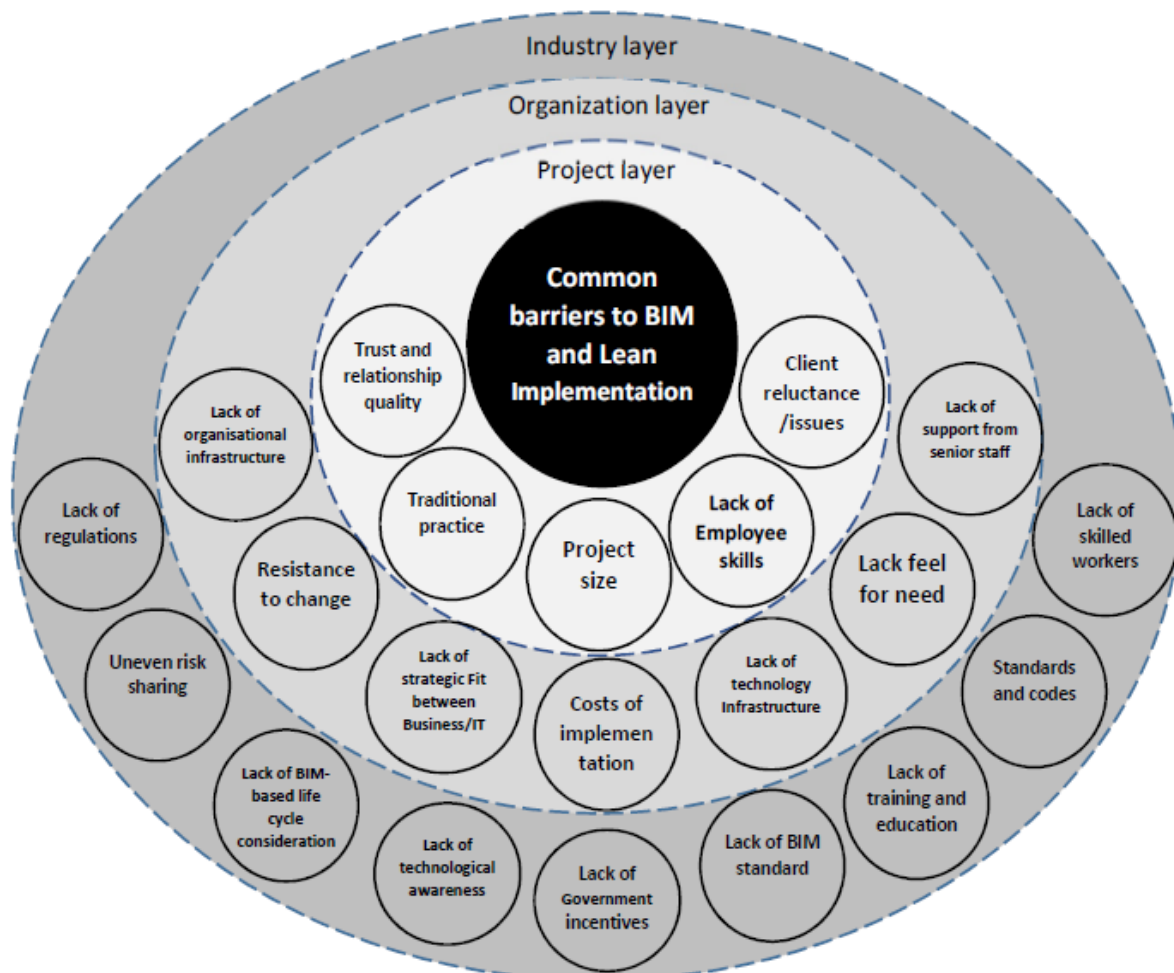 Industry layer
Organization layer
Project layer
Common
barriers to BIM
and Lean
Implementation
Trust and
relationship
quality
Client
reluctance
/issues
Traditional
practice
Project
size
Lack of
Employee
skills
Lack of
organisational
infrastructure
Lack of
support from
senior staff
Resistance
to change
Lack feel
for need
Lack of
strategic Fit
between
Business/IT
Costs of
implemen
tation
Lack of
technology
Infrastructure
Lack of
regulations
Lack of
skilled
workers
Uneven risk
sharing
Standards
and codes
Lack of BIM-
based life
cycle
consideration
Lack of
training and
education
Lack of
technological
awareness
Lack of
Government
incentives
Lack of BIM
standard